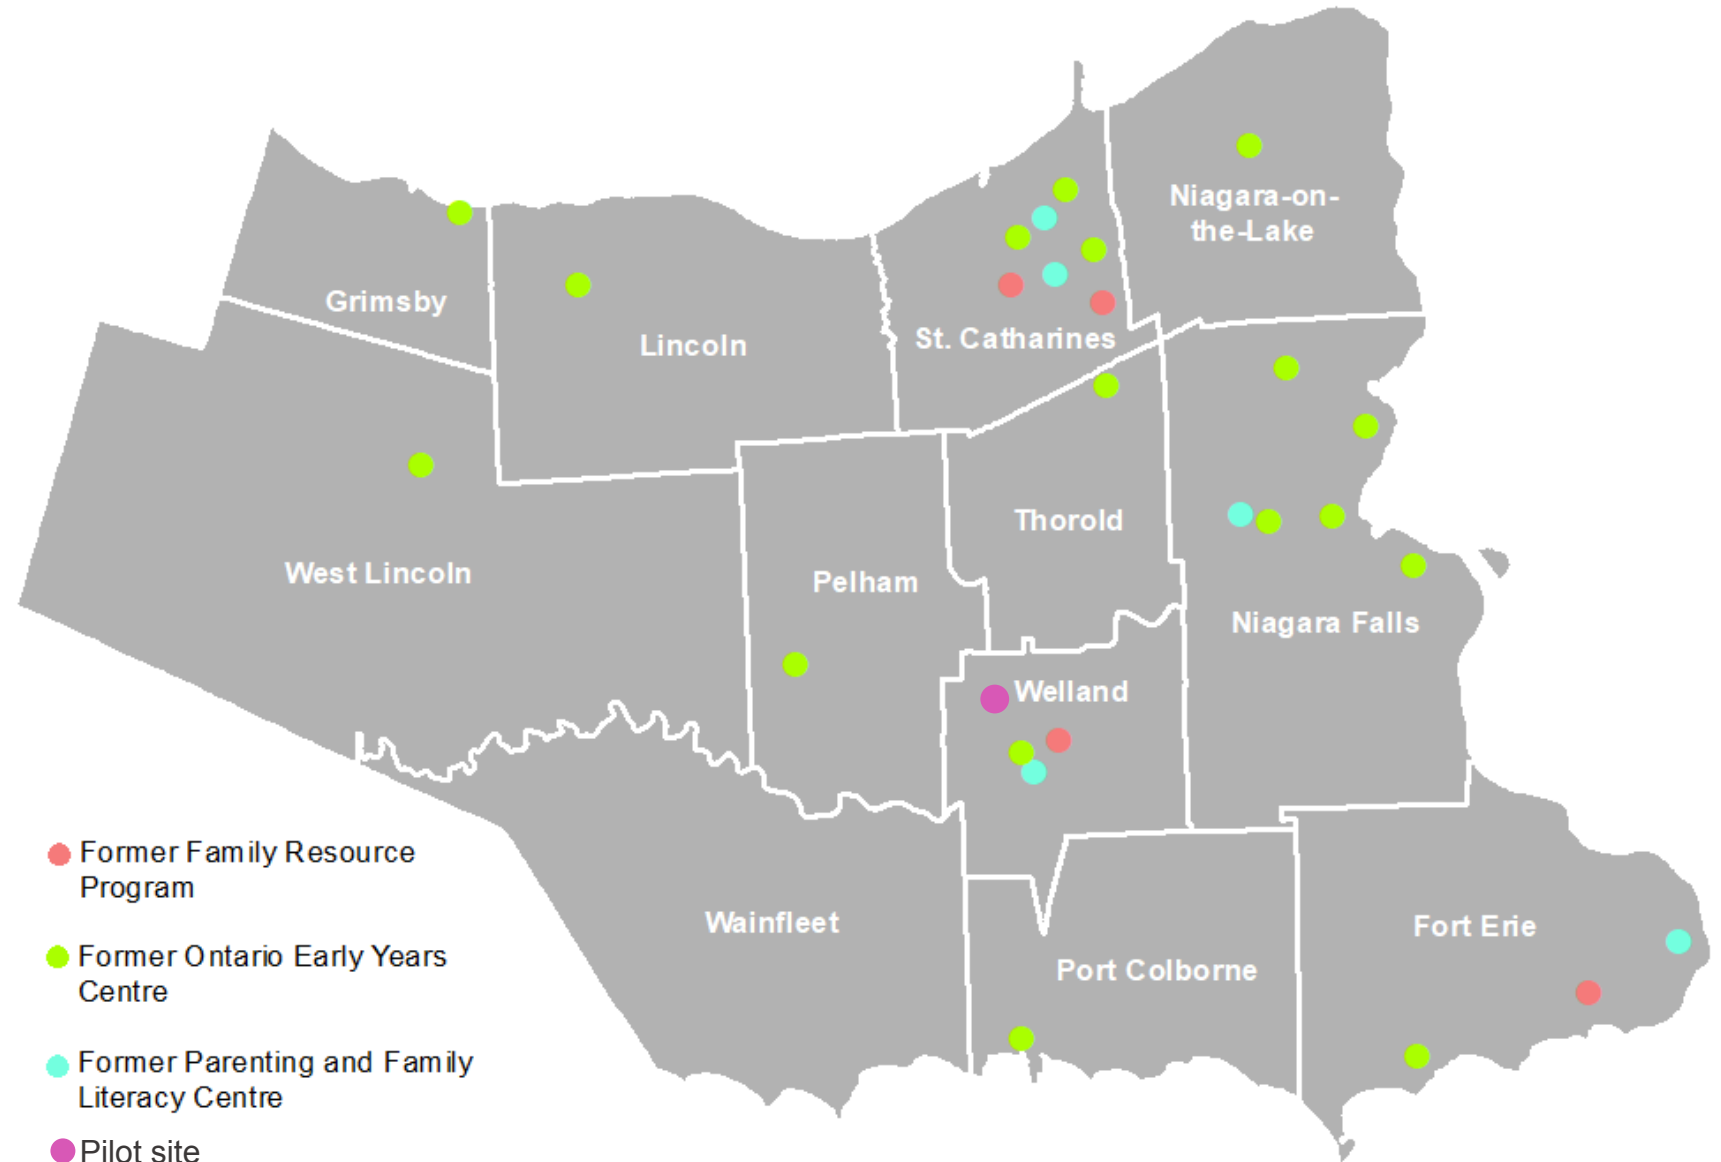 Niagara-on-
the-Lake
Grimsby
Lincoln
St. Catharines
Thorold
West Lincoln
Pelham
Niagara Falls
Welland
Wainfleet
Port Colborne
Fort Erie
Former Family Resource
Program
Former Ontario Early Years
Centre
Former Parenting and Family
Literacy Centre
Pilot site